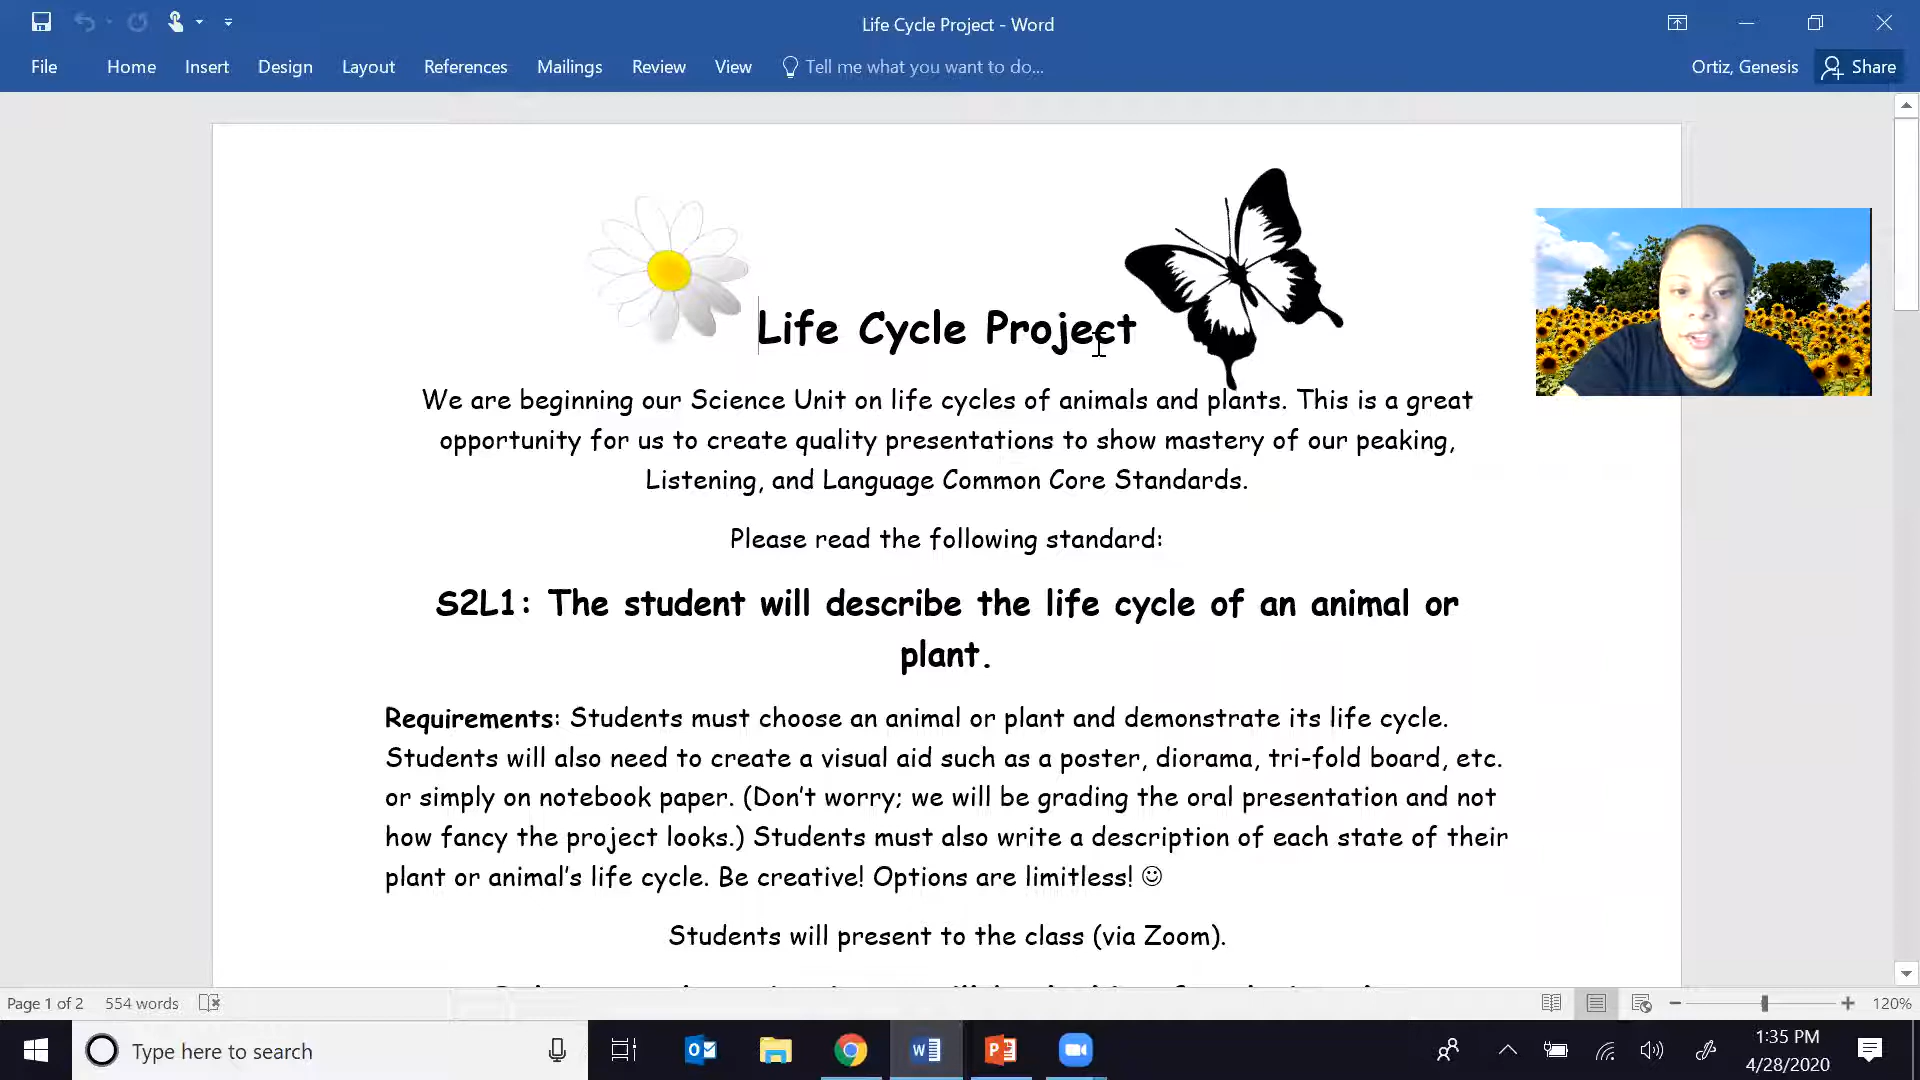 Life Cycle Project - Word
File Home Insert Design Layout References Mailings Review View Tell me what you want to do... Ortiz, Genesis Share
Life Cycle Project
We are beginning our Science Unit on life cycles of animals and plants. This is a great
opportunity for us to create quality presentations to show mastery of our peaking,
Listening, and Language Common Core Standards.
Please read the following standard:
S2L1: The student will describe the life cycle of an animal or
plant.
Requirements: Students must choose an animal or plant and demonstrate its life cycle.
Students will also need to create a visual aid such as a poster, diorama, tri-fold board, etc.
or simply on notebook paper. (Don't worry; we will be grading the oral presentation and not
how fancy the project looks.) Students must also write a description of each state of their
plant or animal's life cycle. Be creative! Options are limitless! ☺
Students will present to the class (via Zoom).
Page 1 of 2 554 words 120%
Type here to search
1:35 PM
4/28/2020